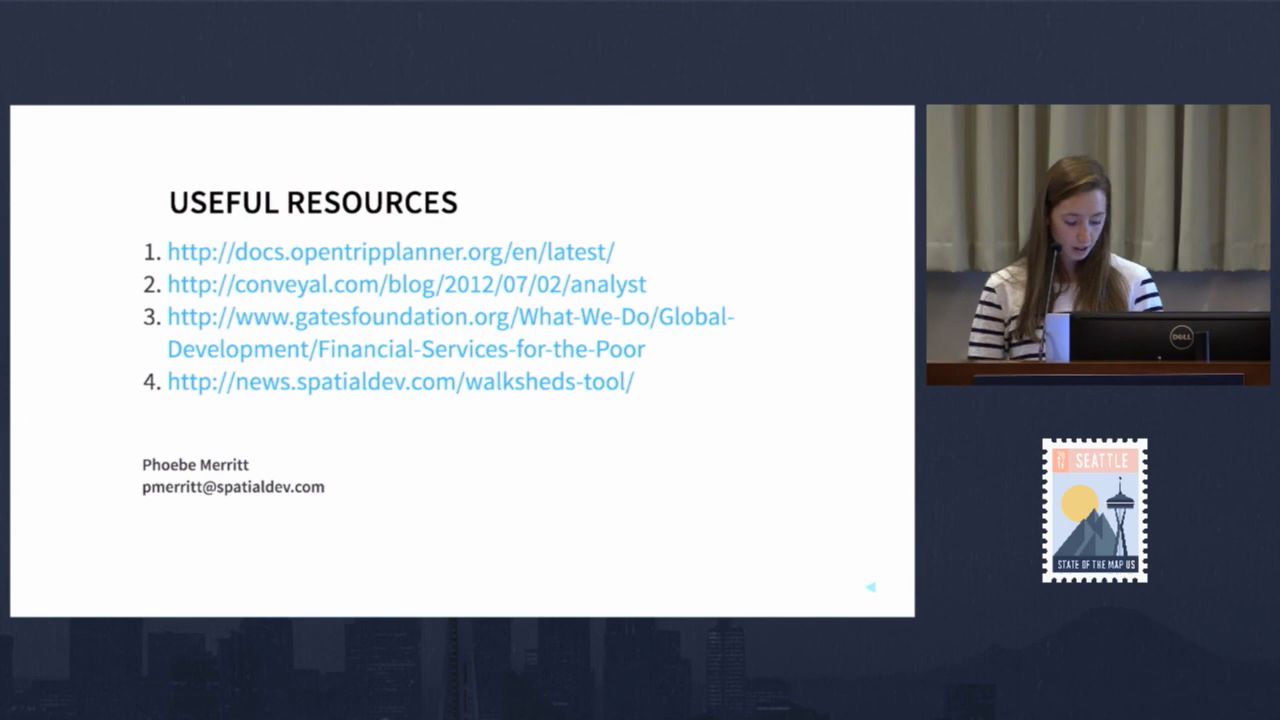 USEFUL RESOURCES
1. http://docs.opentripplanner.org/en/latest/
2. http://conveyal.com/blog/2012/07/02/analyst
3. http://www.gatesfoundation.org/What-We-Do/Global-
Development/Financial-Services-for-the-Poor
4. http://news.spatialdev.com/walksheds-tool/
Phoebe Merritt
pmerritt@spatialdev.com
DELL
2016 SEATTLE
STATE OF THE MAP US